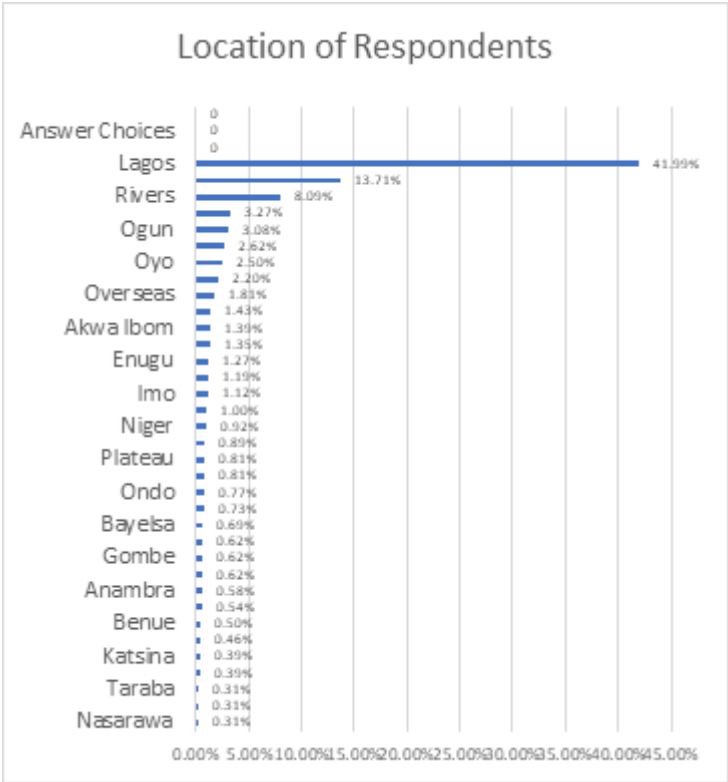 Location of Respondents
0
Answer Choices 0
0
Lagos 41.99%
13.71%
Rivers 8.09%
3.27%
Ogun 3.08%
2.62%
Oyo 2.50%
2.20%
Overseas 1.81%
1.43%
Akwa Ibom 1.39%
1.35%
Enugu 1.27%
1.19%
Imo 1.12%
1.00%
Niger 0.92%
0.89%
Plateau 0.81%
0.81%
Ondo 0.77%
0.73%
Bayelsa 0.69%
0.62%
Gombe 0.62%
0.62%
Anambra 0.58%
0.54%
Benue 0.50%
0.46%
Katsina 0.39%
0.39%
Taraba 0.31%
0.31%
Nasarawa 0.31%
0.00% 5.00% 10.00% 15.00% 20.00% 25.00% 30.00% 35.00% 40.00% 45.00%